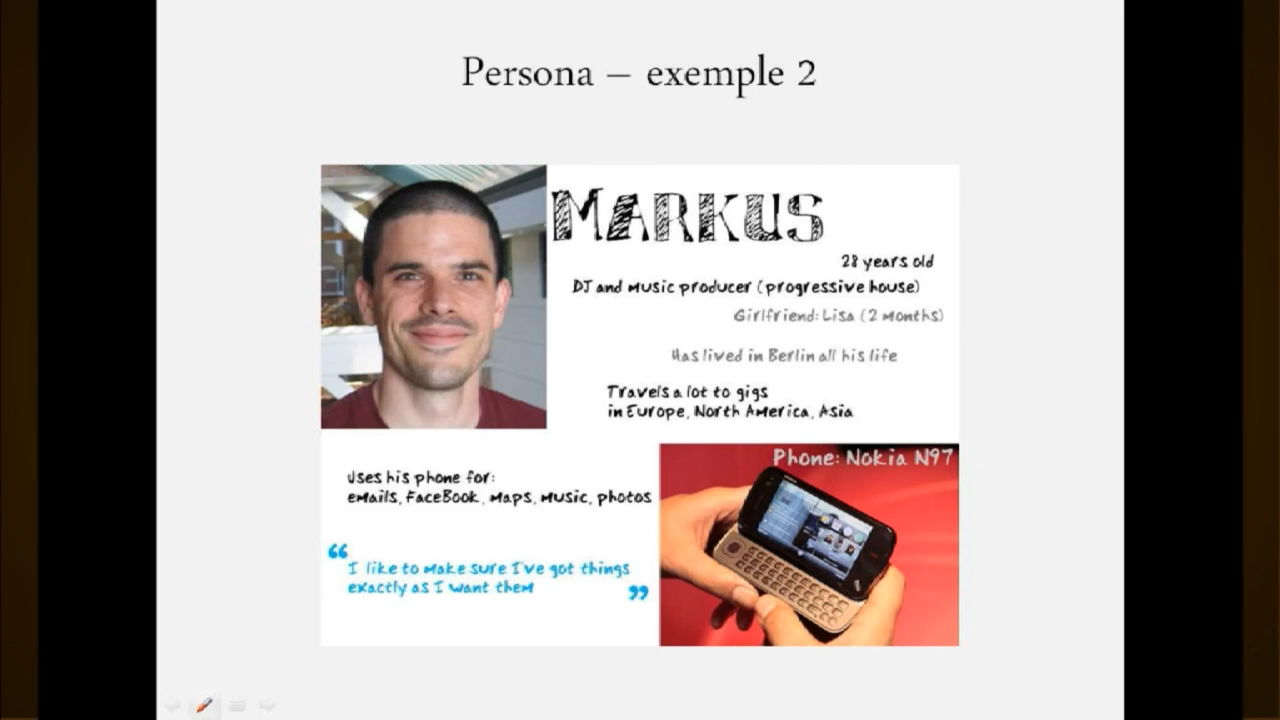 Persona – exemple 2
MARKUS
28 years old
DJ and music producer (progressive house)
Girlfriend: Lisa (2 months)
Has lived in Berlin all his life
Travels a lot to gigs
in Europe, North America, Asia
Phone: Nokia N97
Uses his phone for:
emails, FaceBook, Maps, Music, photos
“ I like to make sure I've got things
exactly as I want them ”